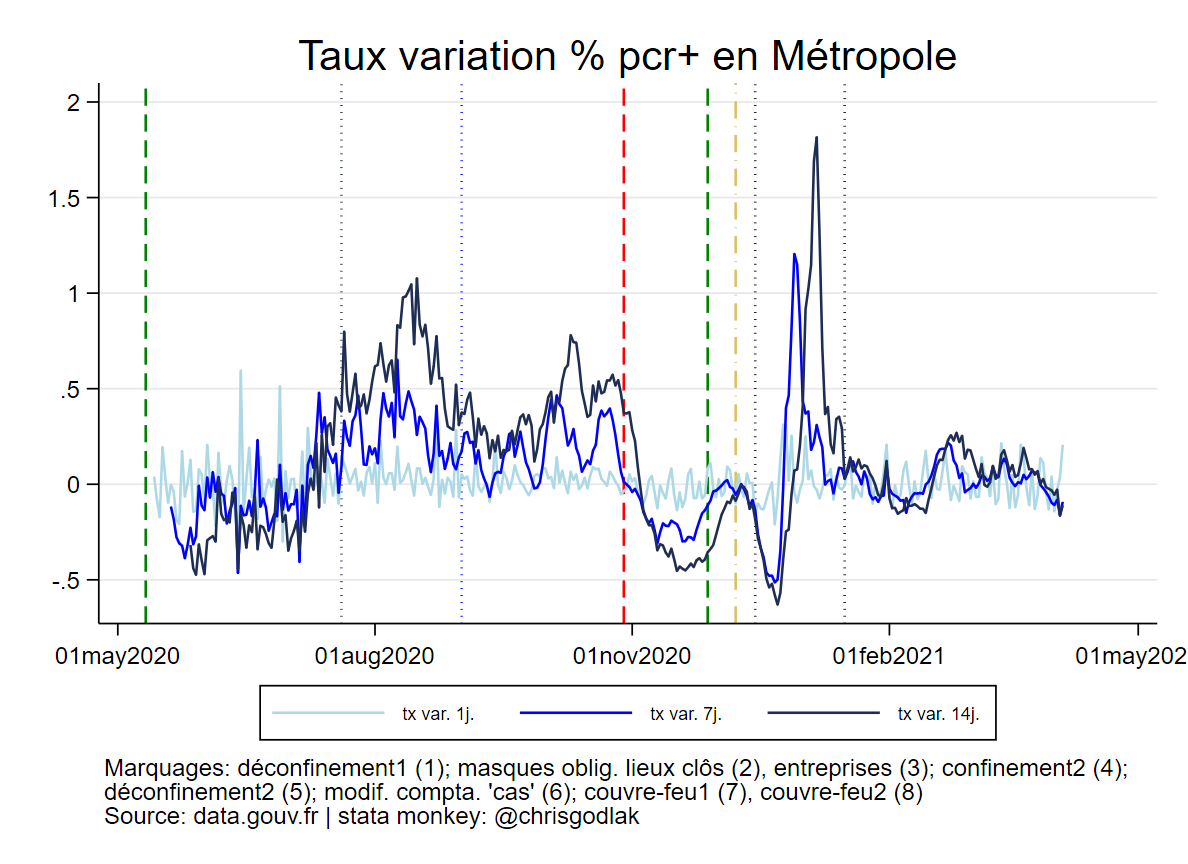 Taux variation % pcr+ en Métropole
2
1.5
1
.5
0
-.5
01may2020 01aug2020 01nov2020 01feb2021 01may202
tx var. 1j. tx var. 7j. tx var. 14j.
Marquages: déconfinement1 (1); masques oblig. lieux clôs (2), entreprises (3); confinement2 (4);
déconfinement2 (5); modif. compta. 'cas' (6); couvre-feu1 (7), couvre-feu2 (8)
Source: data.gouv.fr | stata monkey: @chrisgodlak